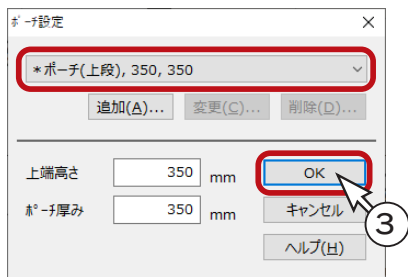 ﾎﾟｰﾁ設定
*ポーチ(上段), 350, 350
追加(A)... 変更(C)... 削除(D)...
上端高さ 350 mm OK
ﾎﾟｰﾁ厚み 350 mm キャンセル
3
ヘルプ(H)